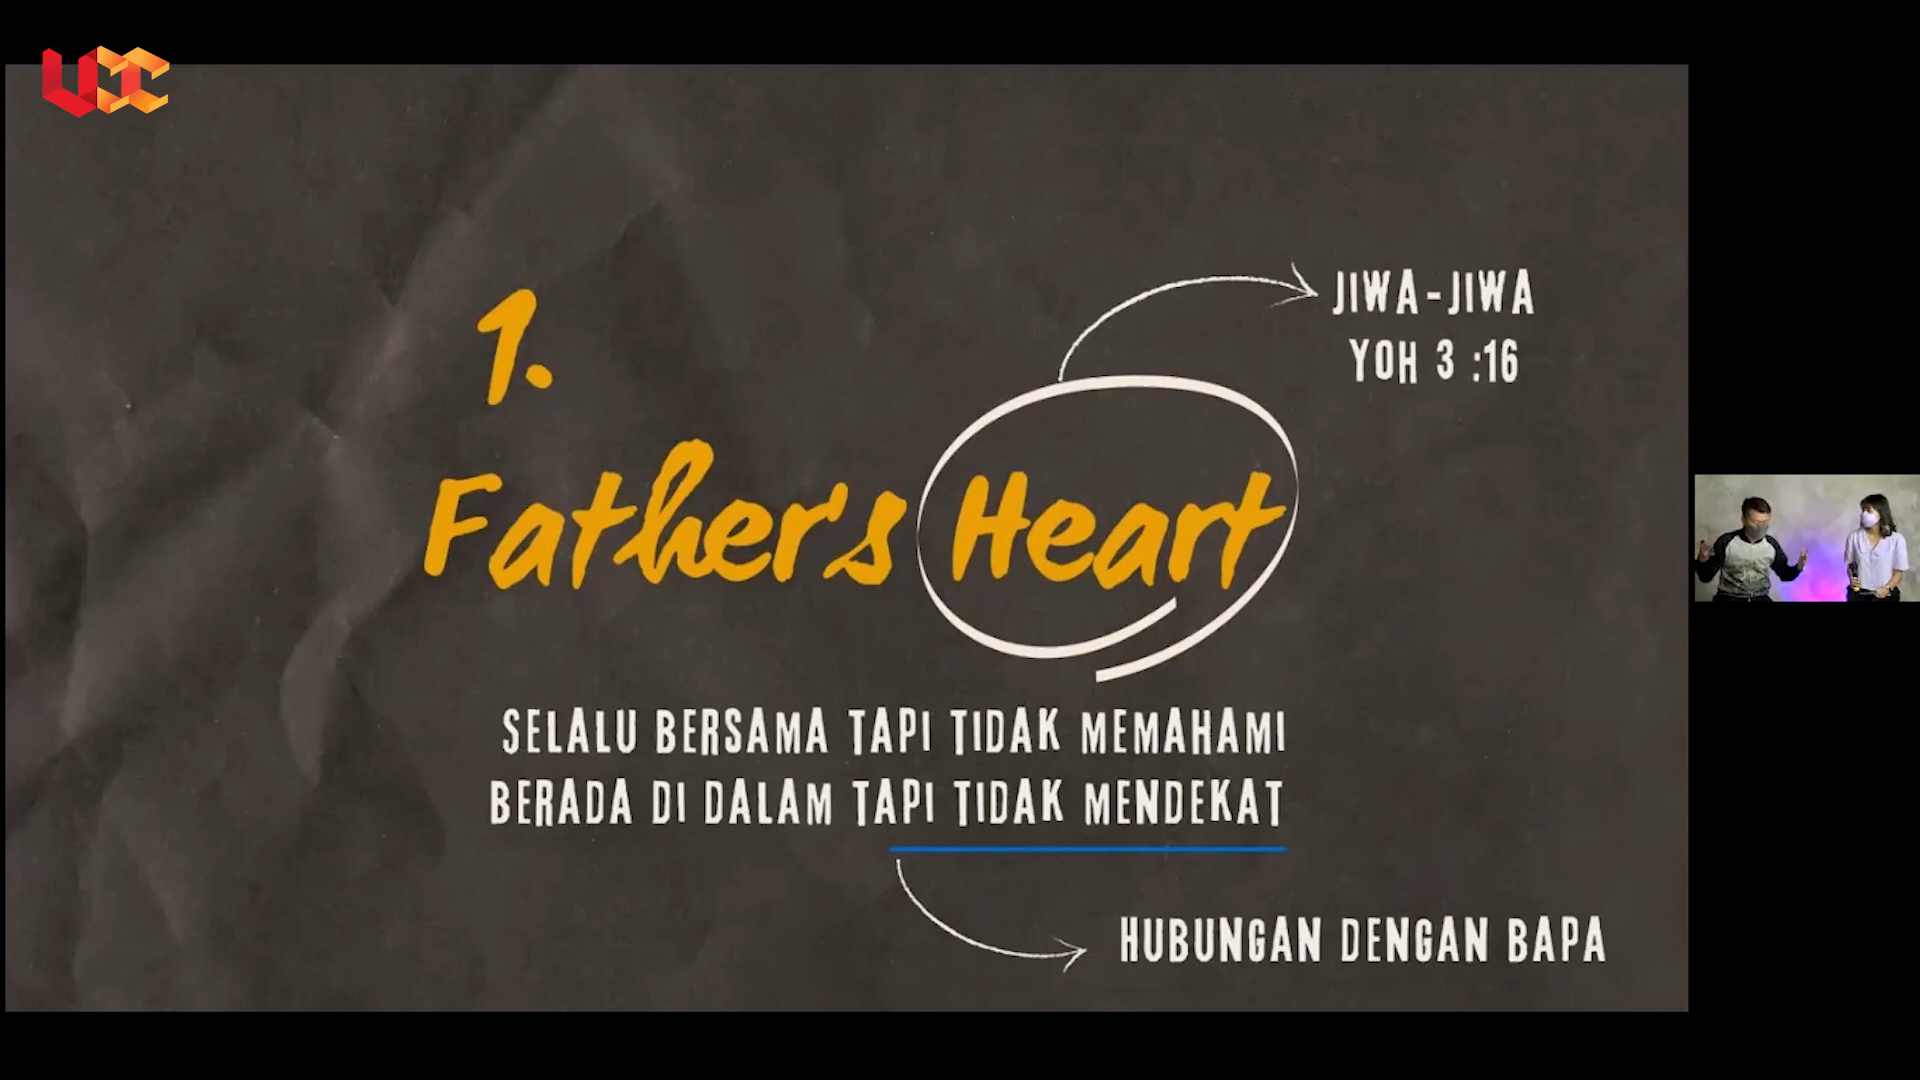 UCC
1.
JIWA-JIWA
YOH 3 :16
Father's Heart
SELALU BERSAMA TAPI TIDAK MEMAHAMI
BERADA DI DALAM TAPI TIDAK MENDEKAT
HUBUNGAN DENGAN BAPA